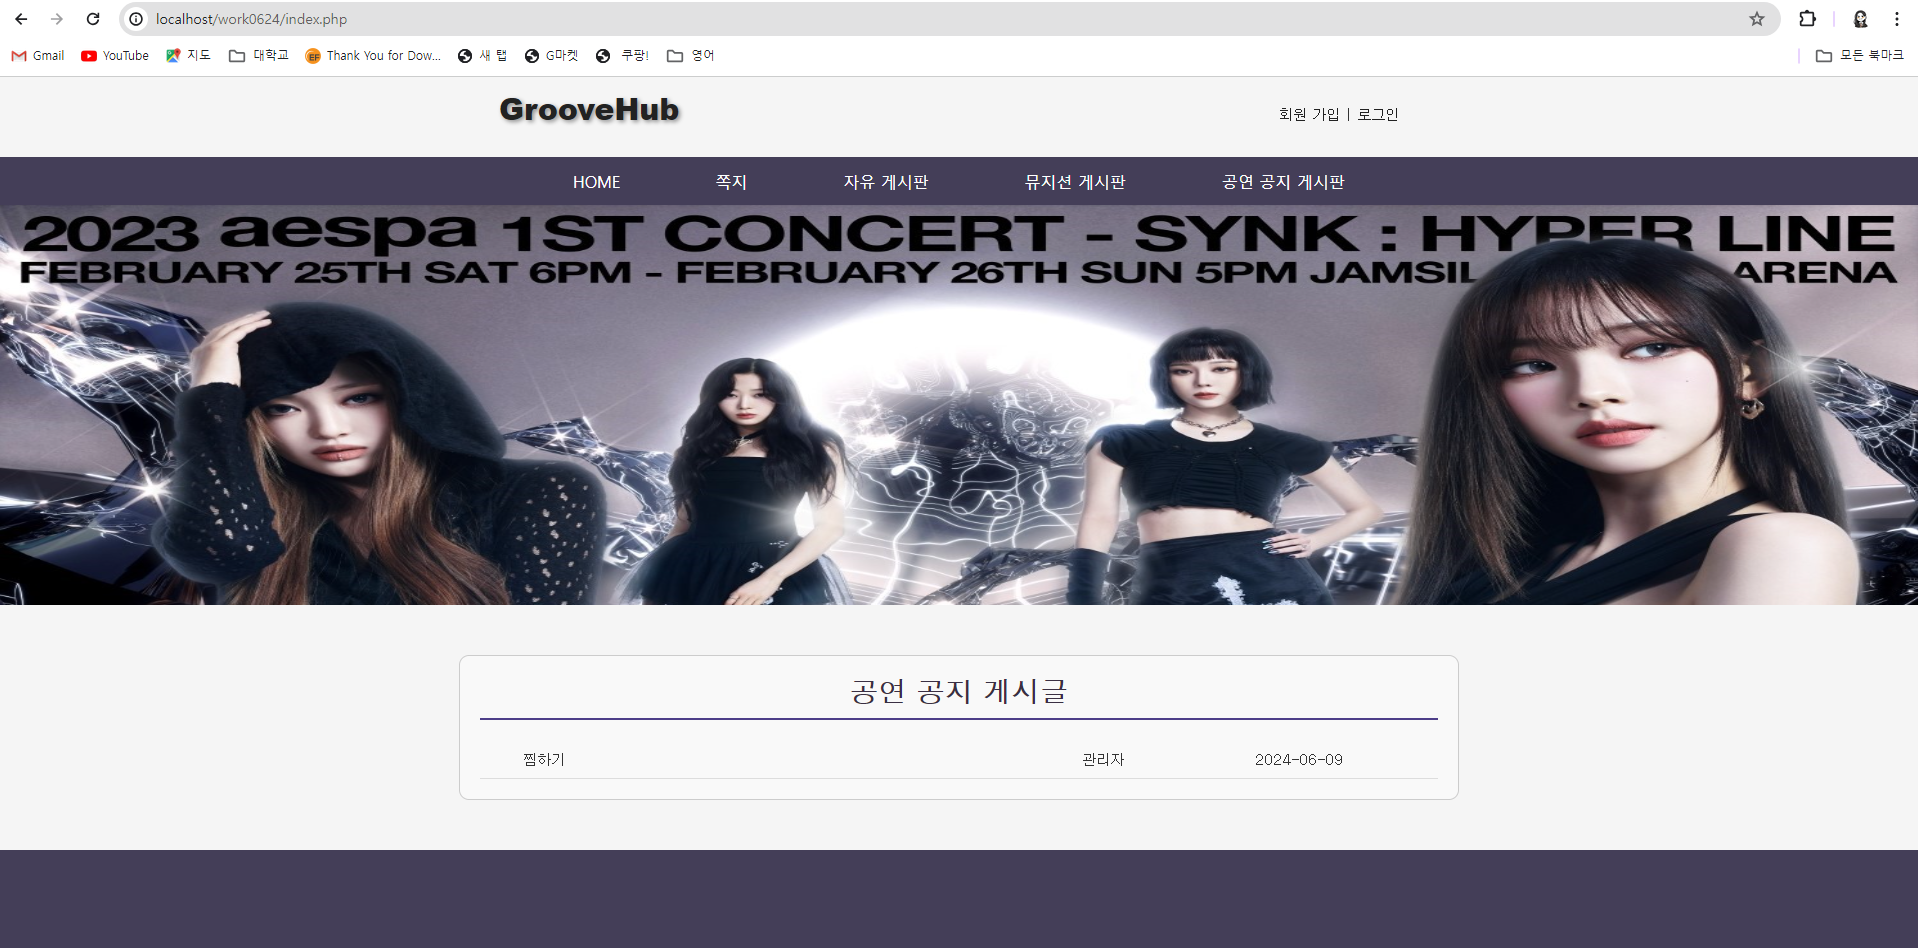 localhost/work0624/index.php
Gmail YouTube 지도 대학교 Thank You for Dow... 새 탭 G마켓 쿠팡! 영어 모든 북마크
GrooveHub 회원 가입 | 로그인
HOME 쪽지 자유 게시판 뮤지션 게시판 공연 공지 게시판
2023 aespa 1ST CONCERT - SYNK : HYPER LINE
FEBRUARY 25TH SAT 6PM - FEBRUARY 26TH SUN 5PM JAMSIL ARENA
공연 공지 게시글
찜하기 관리자 2024-06-09